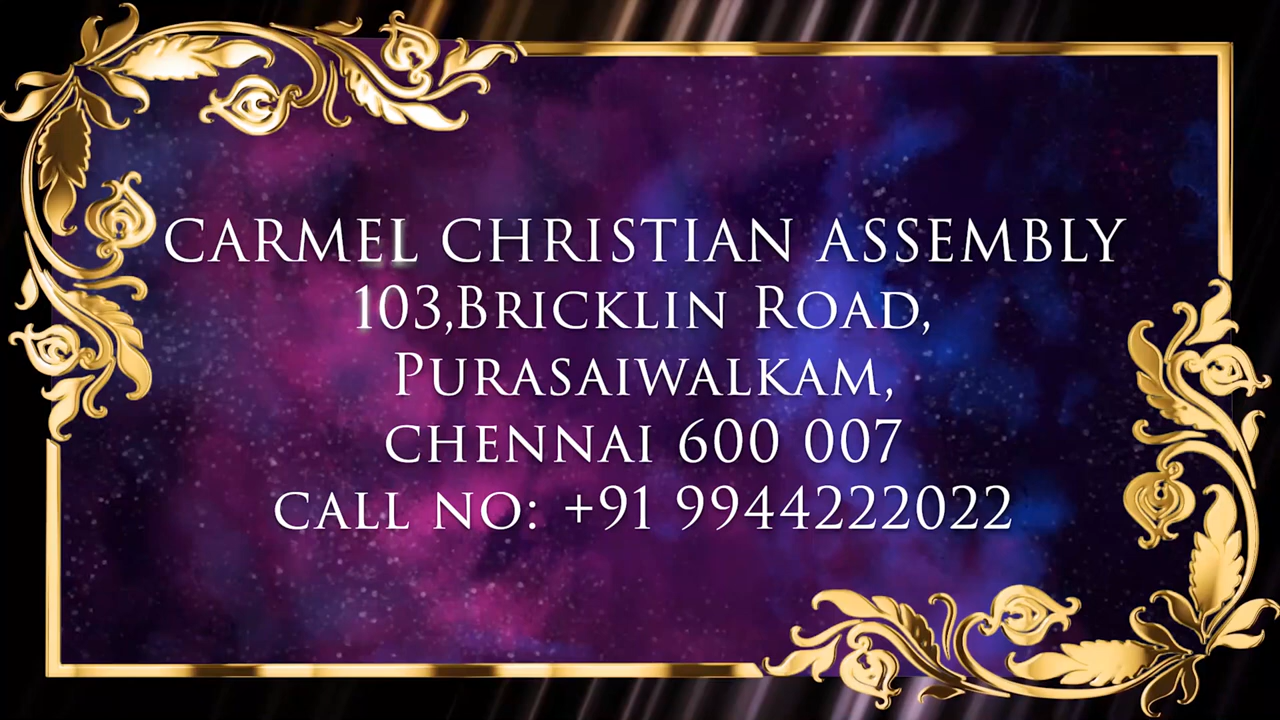 CARMEL CHRISTIAN ASSEMBLY
103,Bricklin Road,
Purasaiwalkam,
chennai 600 007
call no: +91 9944222022